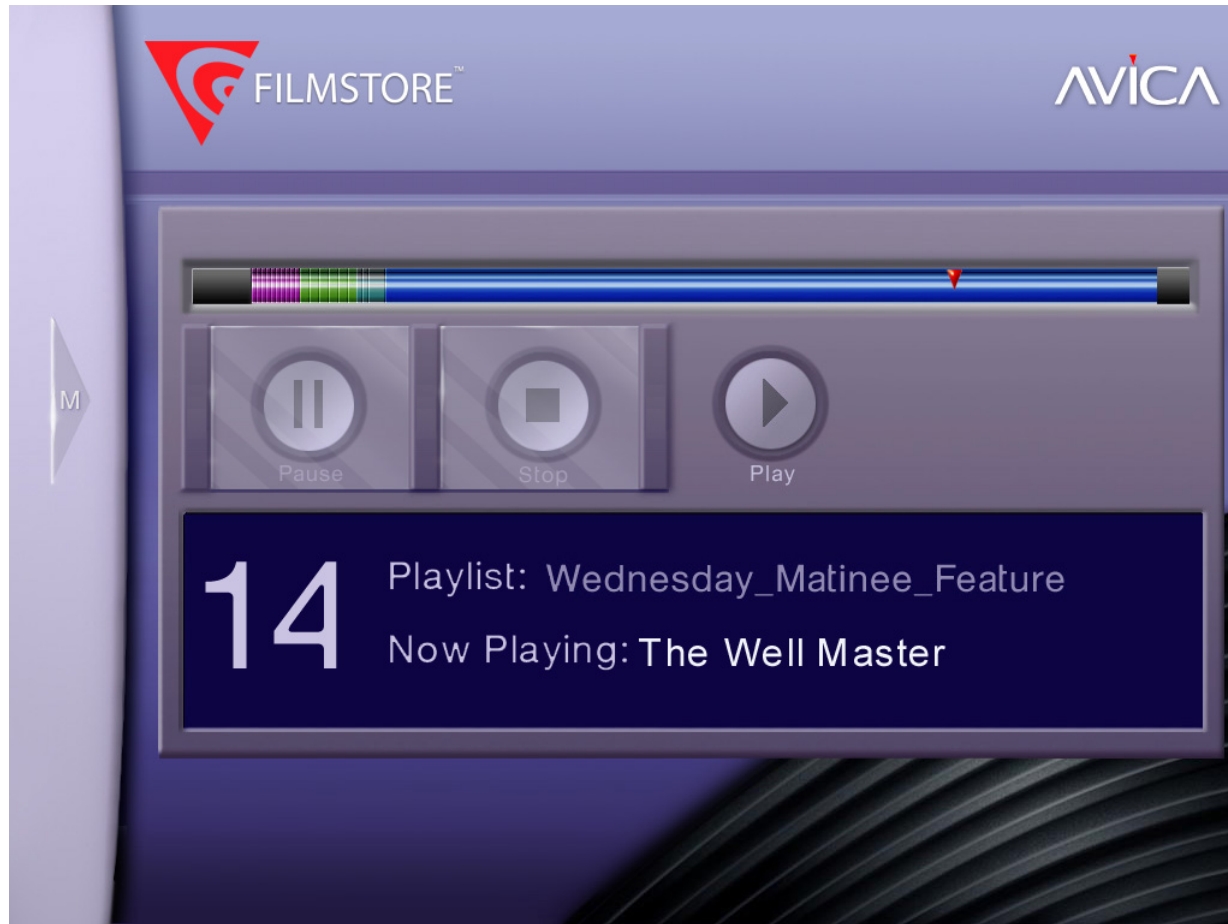 FILMSTORE™
AVICA
M
Pause
Stop
Play
14
Playlist: Wednesday_Matinee_Feature
Now Playing: The Well Master